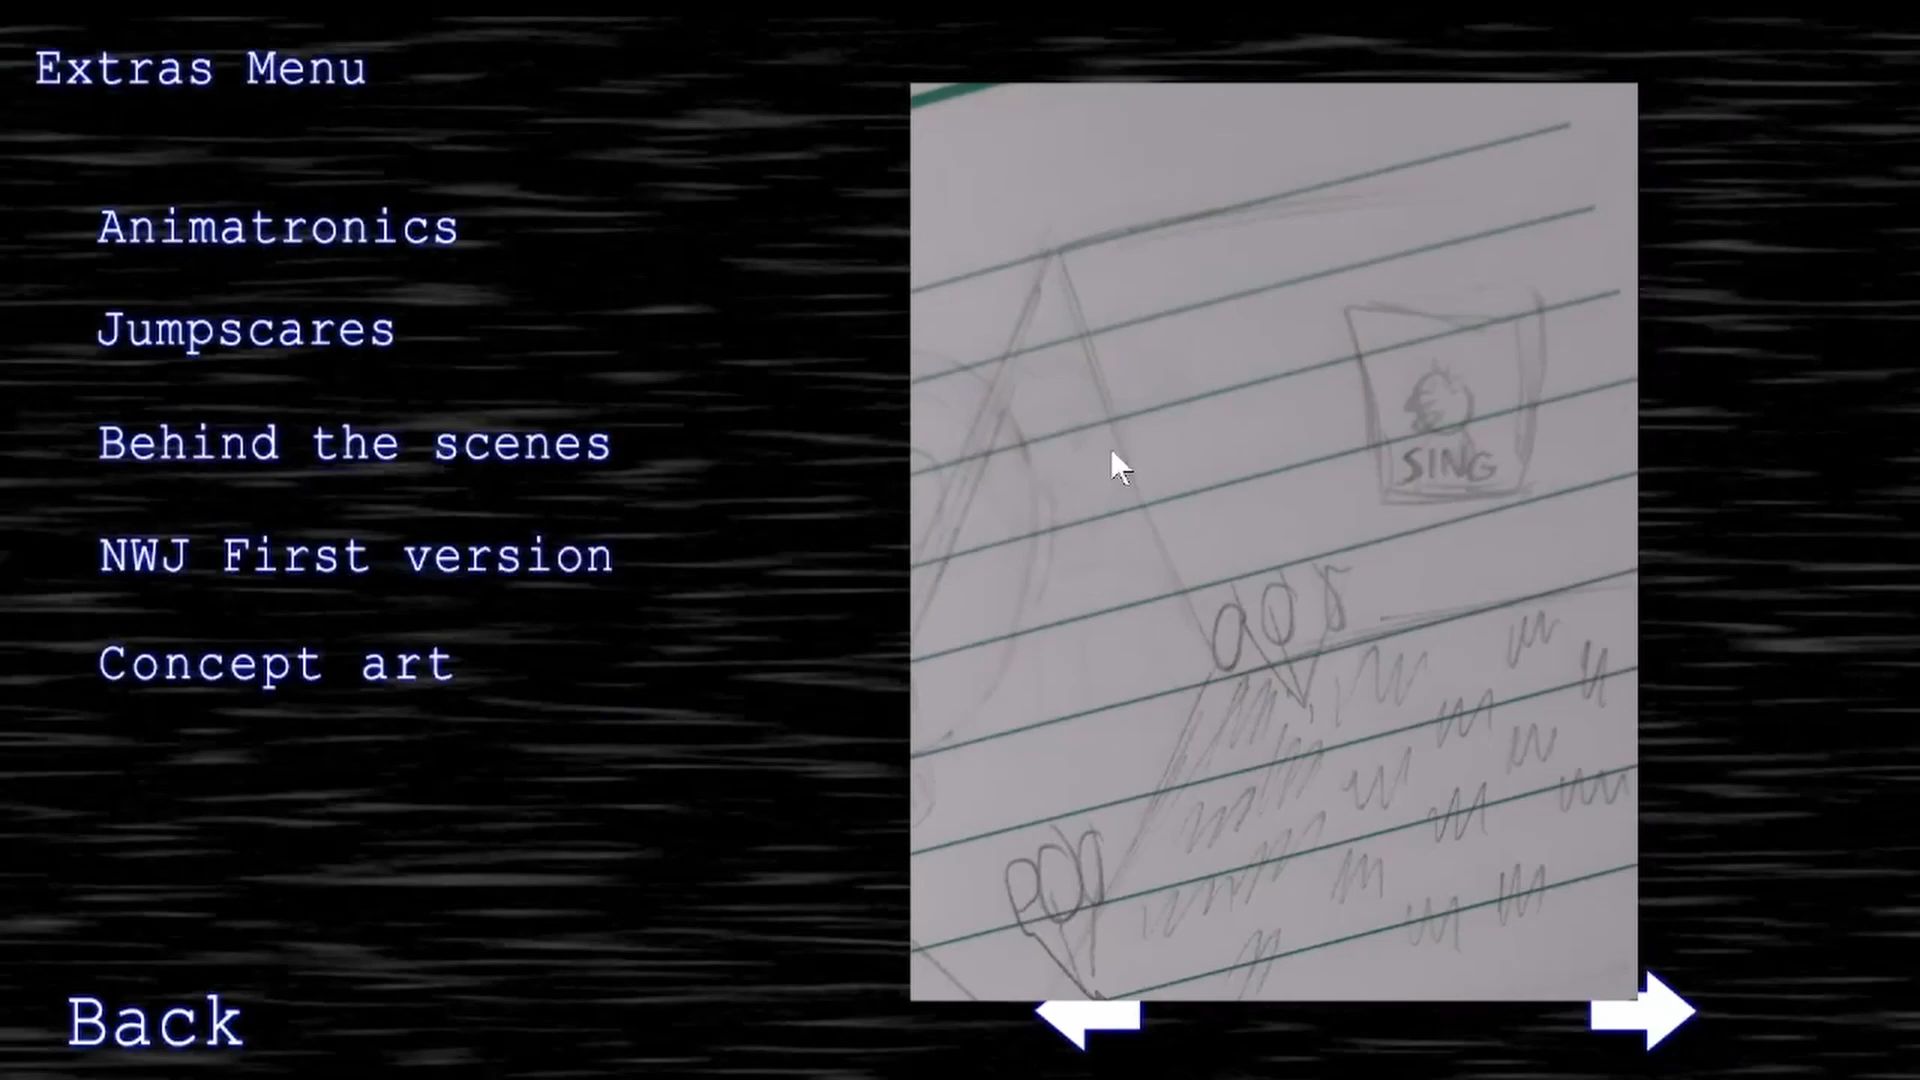 Extras Menu
Animatronics
Jumpscares
Behind the scenes
NWJ First version
Concept art
Back
SING